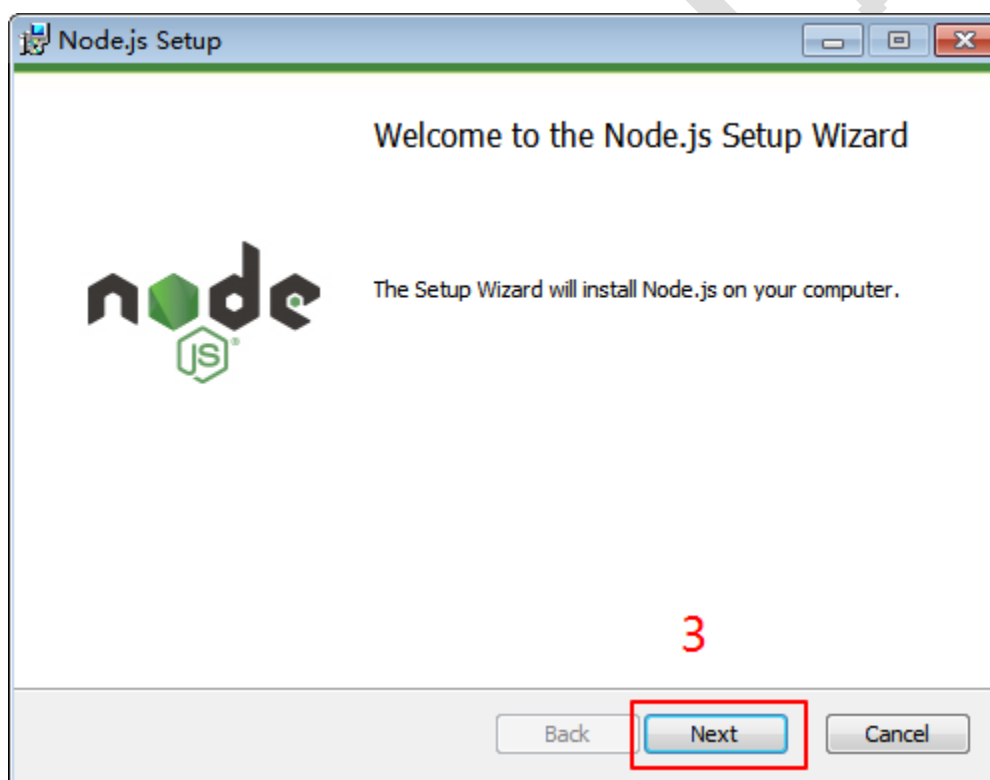 Node.js Setup
Welcome to the Node.js Setup Wizard
node
JS®
The Setup Wizard will install Node.js on your computer.
3
Back
Next
Cancel